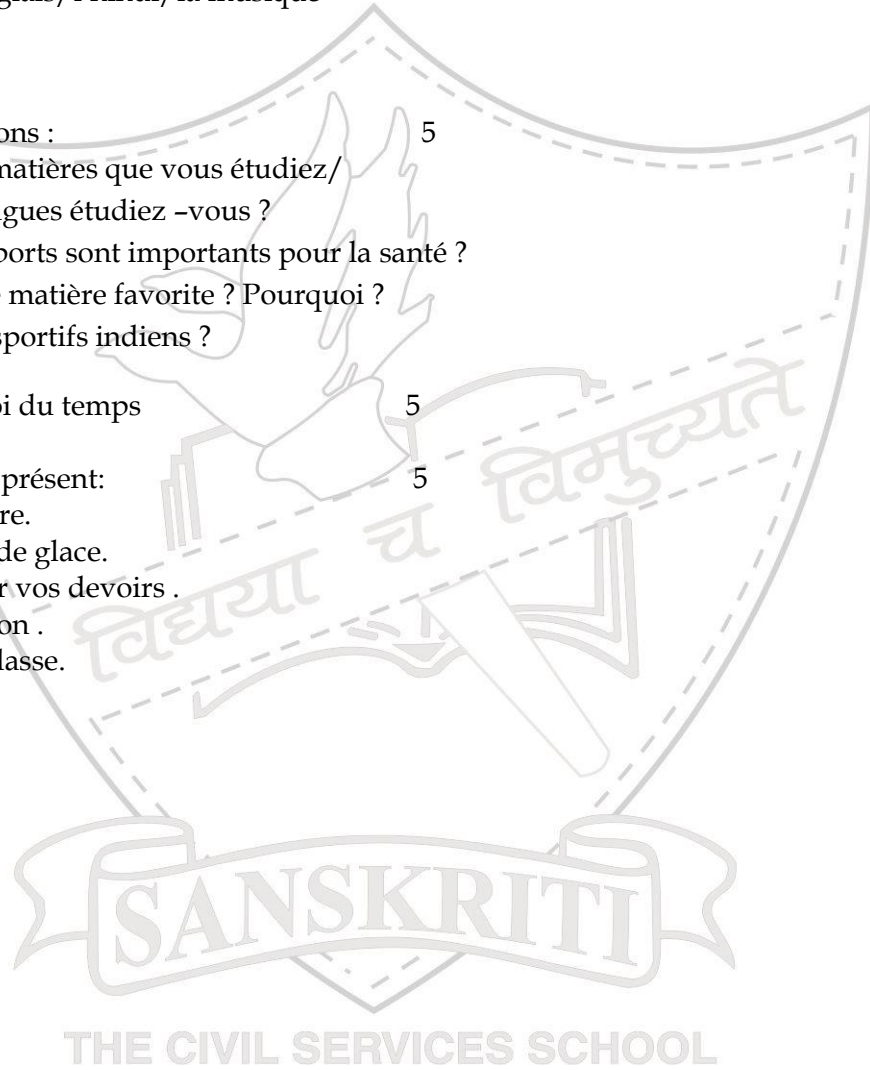 l'hindi/ la musique
ons : 5
matières que vous étudiez/
gues étudiez –vous ?
ports sont importants pour la santé ?
e matière favorite ? Pourquoi ?
sportifs indiens ?
oi du temps 5
présent: 5
re.
de glace.
r vos devoirs .
on .
lasse.
विद्यया च विमुच्यते
SANSKRITI
THE CIVIL SERVICES SCHOOL